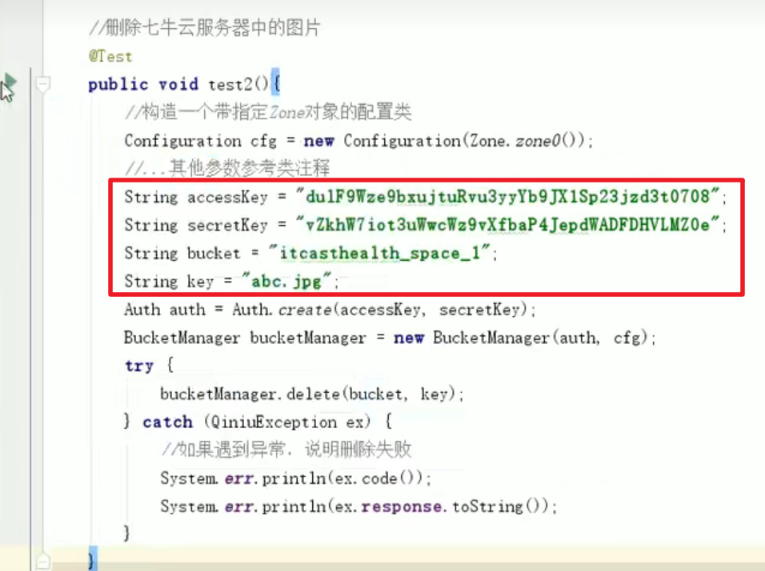 //删除七牛云服务器中的图片
@Test
public void test2(){
//构造一个带指定Zone对象的配置类
Configuration cfg = new Configuration(Zone.zone0());
//...其他参数参考类注释
String accessKey = "dulF9Wze9bxujtuRvu3yyYb9JX1Sp23jzd3t0708";
String secretKey = "vZkhW7iot3uWwcWz9vXfbaP4JepdWADFDHVLMZ0e";
String bucket = "itcasthealth_space_1";
String key = "abc.jpg";
Auth auth = Auth.create(accessKey, secretKey);
BucketManager bucketManager = new BucketManager(auth, cfg);
try {
bucketManager.delete(bucket, key);
} catch (QiniuException ex) {
//如果遇到异常，说明删除失败
System.err.println(ex.code());
System.err.println(ex.response.toString());
}
}